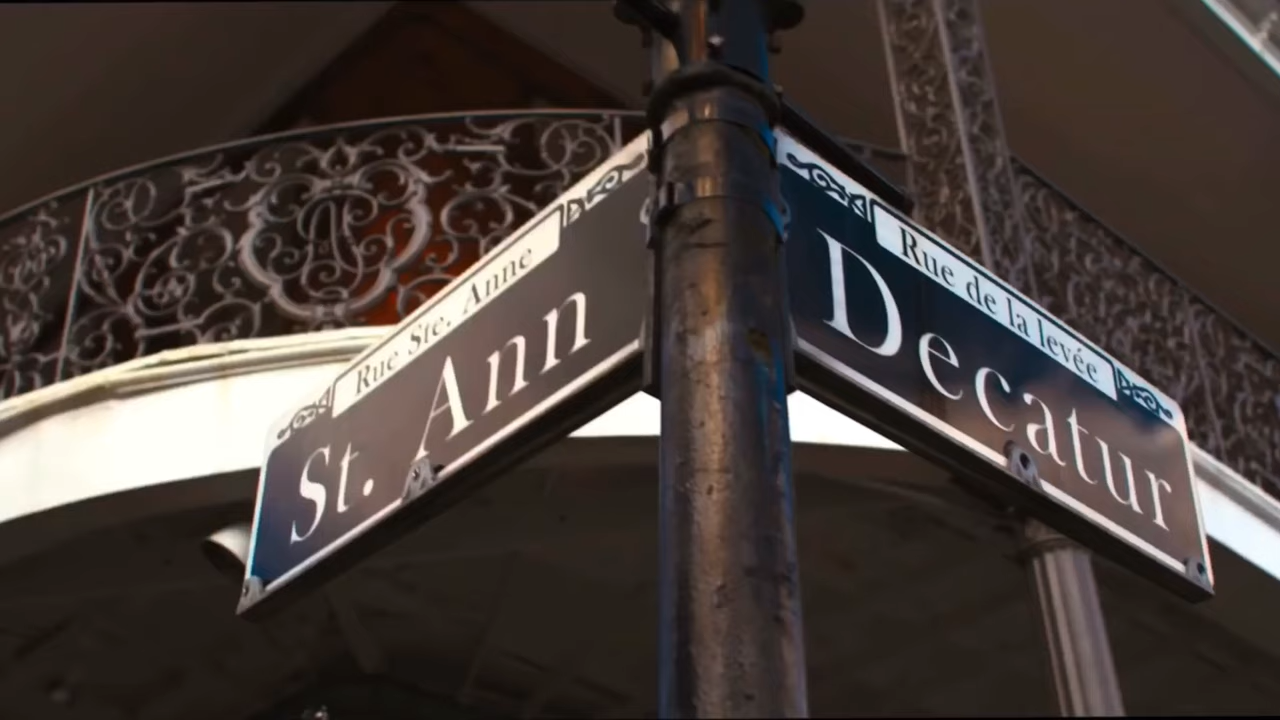 Rue Ste. Anne
St. Ann
Rue de la levée
Decatur